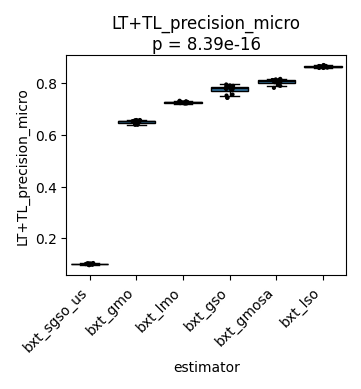 LT+TL_precision_micro
p = 8.39e-16
LT+TL_precision_micro
0.8
0.6
0.4
0.2
bxt_sgso_us
bxt_gmo
bxt_lmo
bxt_gso
bxt_gmosa
bxt_lso
estimator